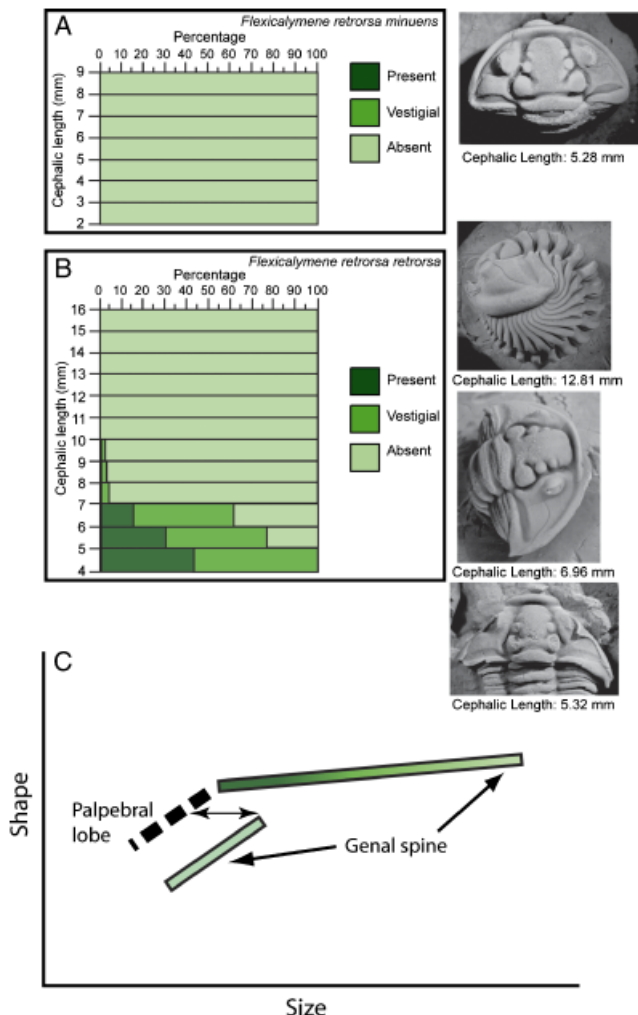 A
Flexicalymene retrorsa minuens
Percentage
0 10 20 30 40 50 60 70 80 90 100
Cephalic length (mm)
9
8
7
6
5
4
3
2
Present
Vestigial
Absent
Cephalic Length: 5.28 mm
B
Flexicalymene retrorsa retrorsa
Percentage
0 10 20 30 40 50 60 70 80 90 100
Cephalic length (mm)
16
15
14
13
12
11
10
9
8
7
6
5
4
Present
Vestigial
Absent
Cephalic Length: 12.81 mm
Cephalic Length: 6.96 mm
Cephalic Length: 5.32 mm
C
Shape
Palpebral
lobe
Genal spine
Size